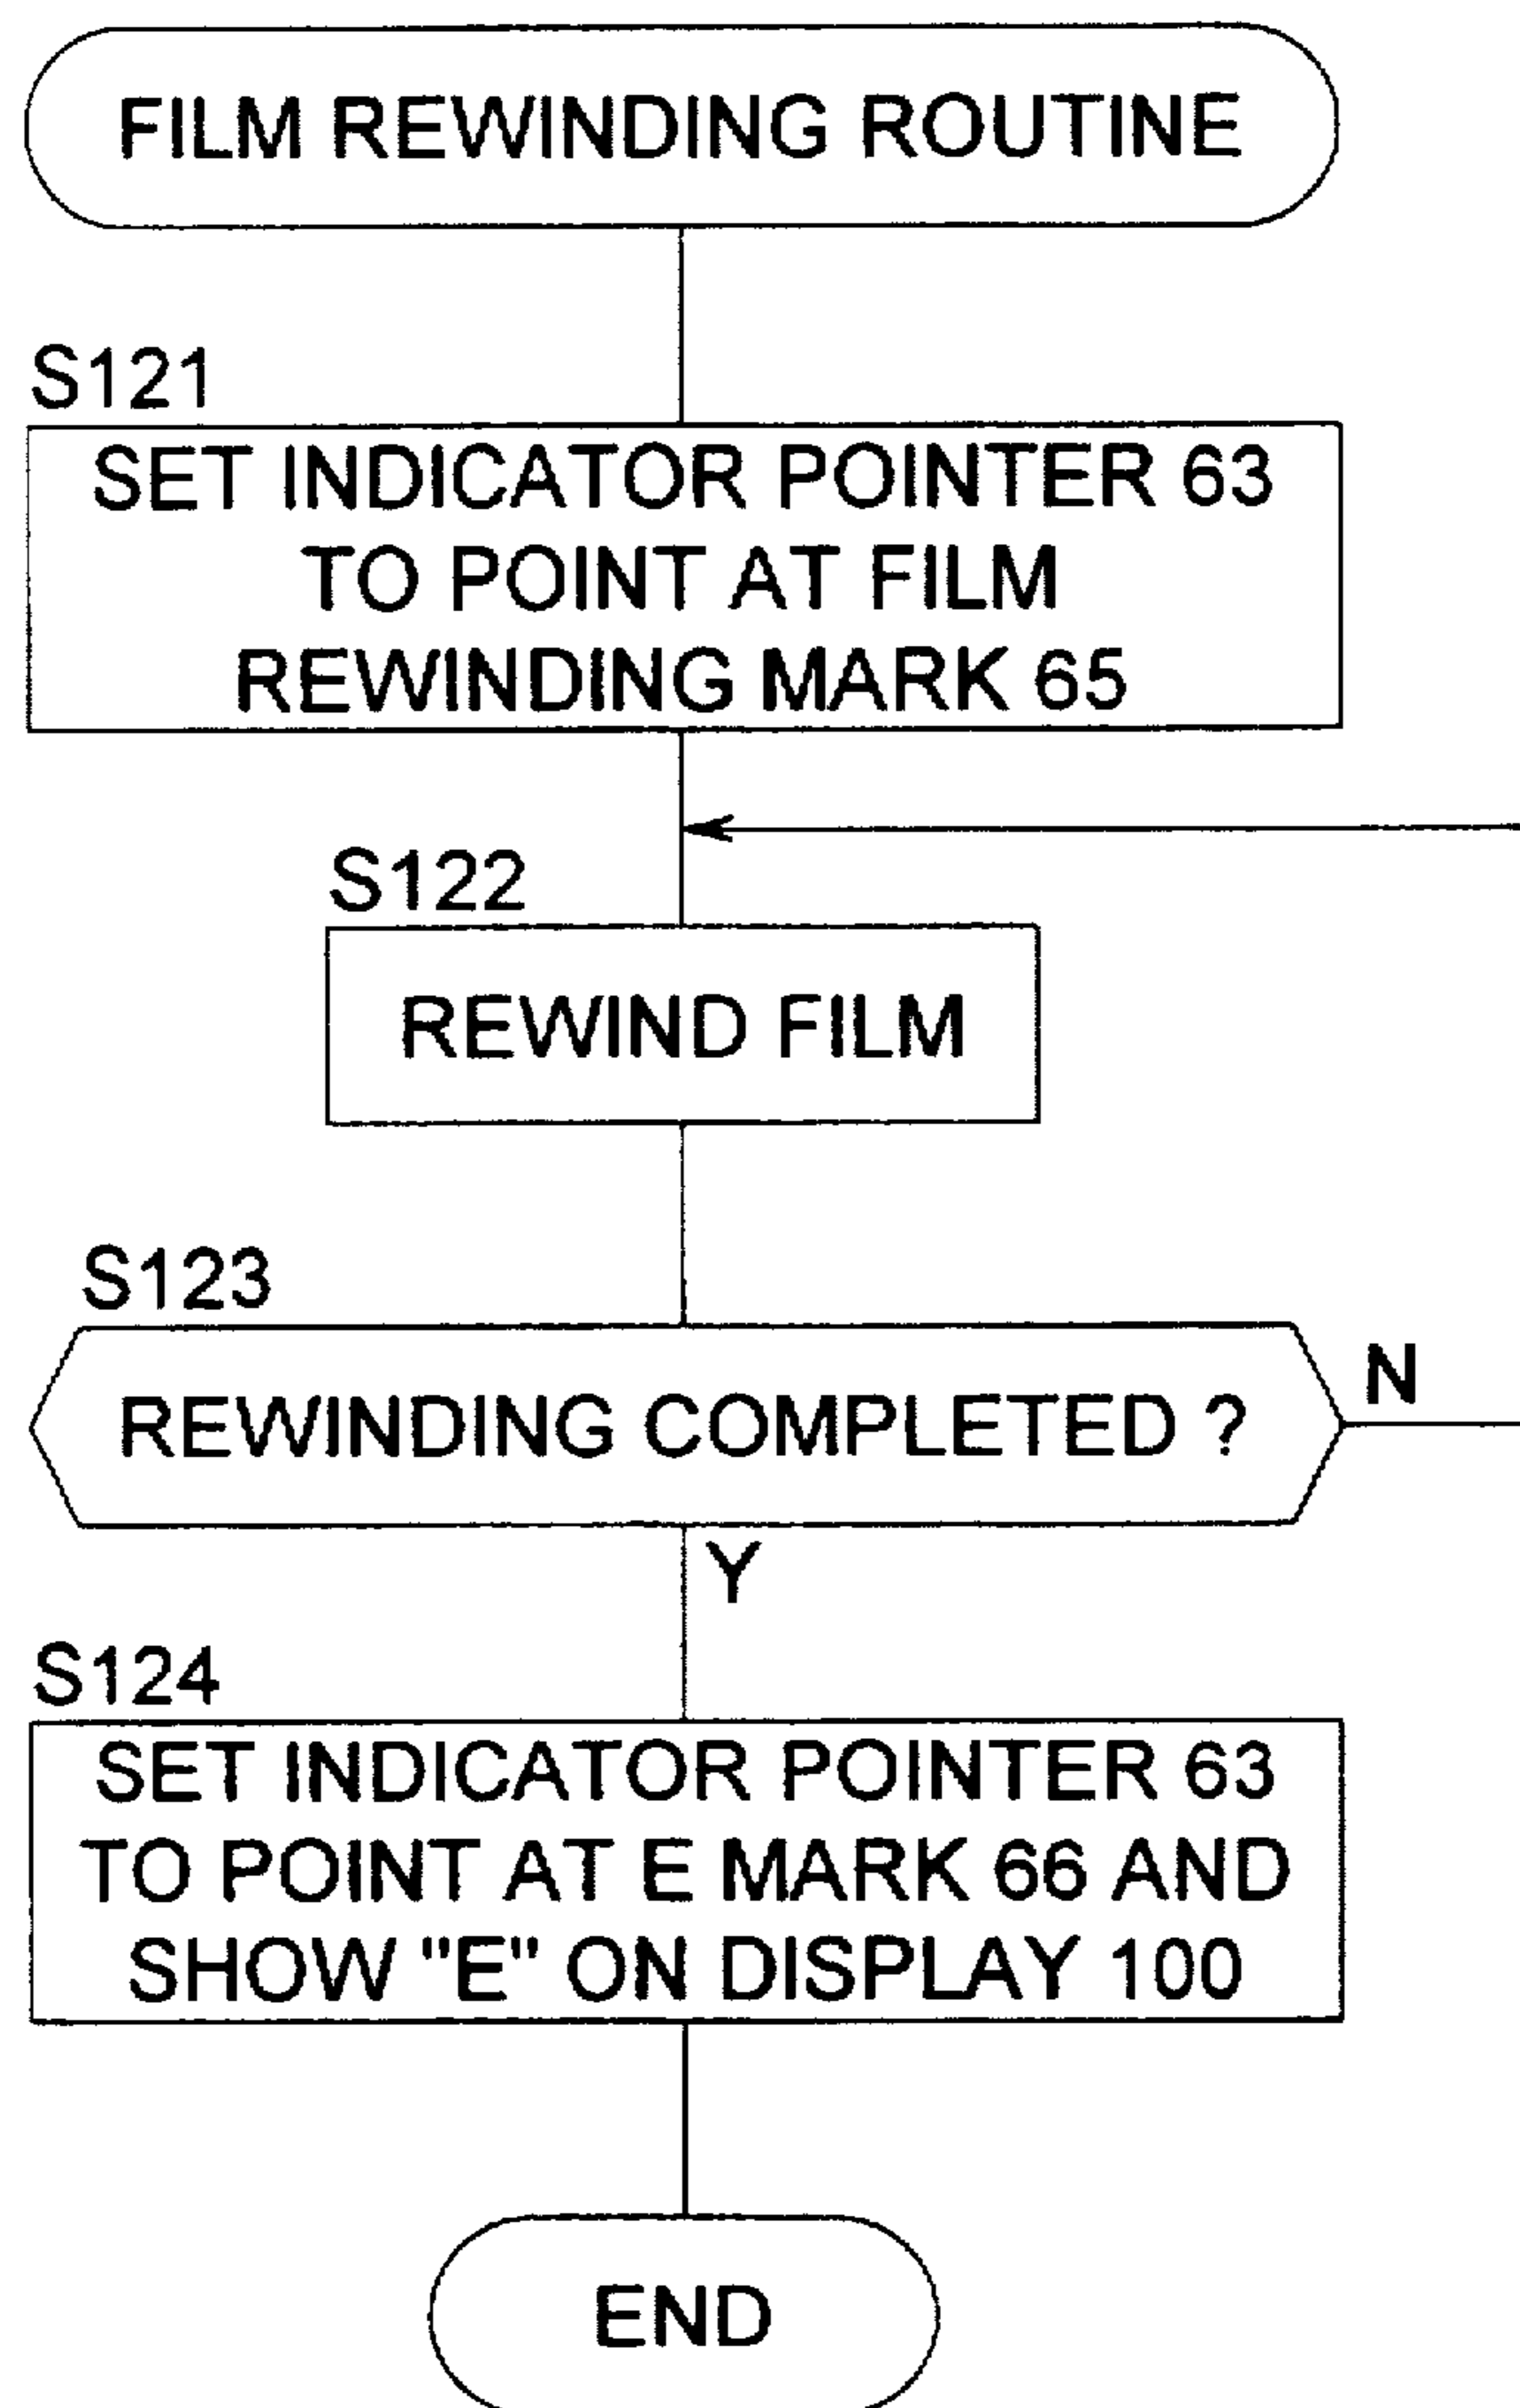 FILM REWINDING ROUTINE
S121
SET INDICATOR POINTER 63
TO POINT AT FILM
REWINDING MARK 65
S122
REWIND FILM
S123
REWINDING COMPLETED ?
N
Y
S124
SET INDICATOR POINTER 63
TO POINT AT E MARK 66 AND
SHOW "E" ON DISPLAY 100
END